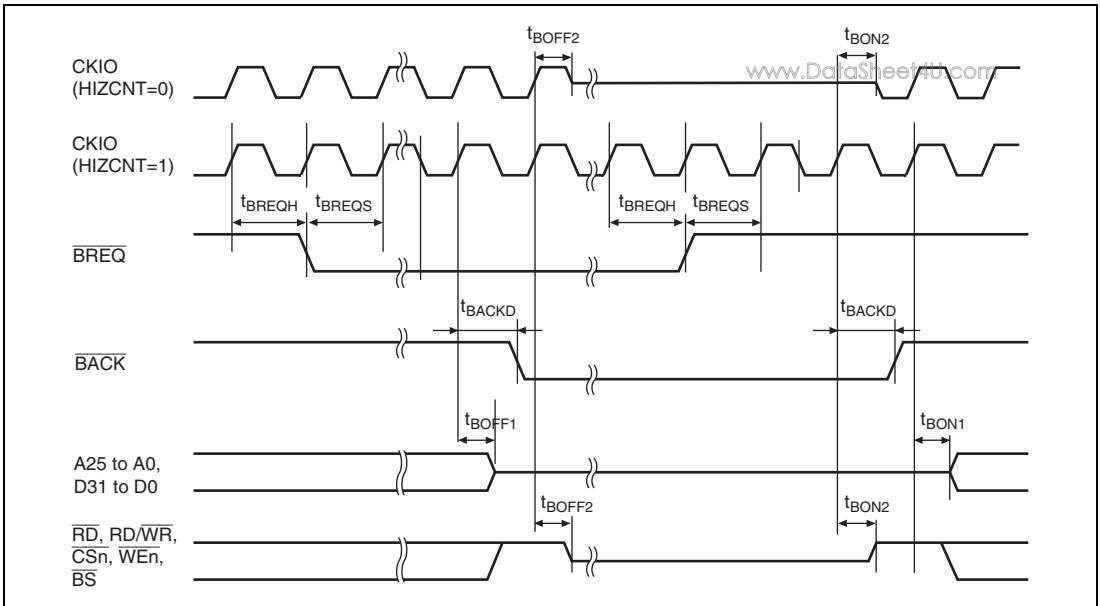 tBOFF2
tBON2
CKIO
(HIZCNT=0)
www.DataSheet4U.com
CKIO
(HIZCNT=1)
tBREQH
tBREQS
tBREQH
tBREQS
BREQ
tBACKD
tBACKD
BACK
tBOFF1
tBON1
A25 to A0,
D31 to D0
tBOFF2
tBON2
RD, RD/WR,
CSn, WEn,
BS